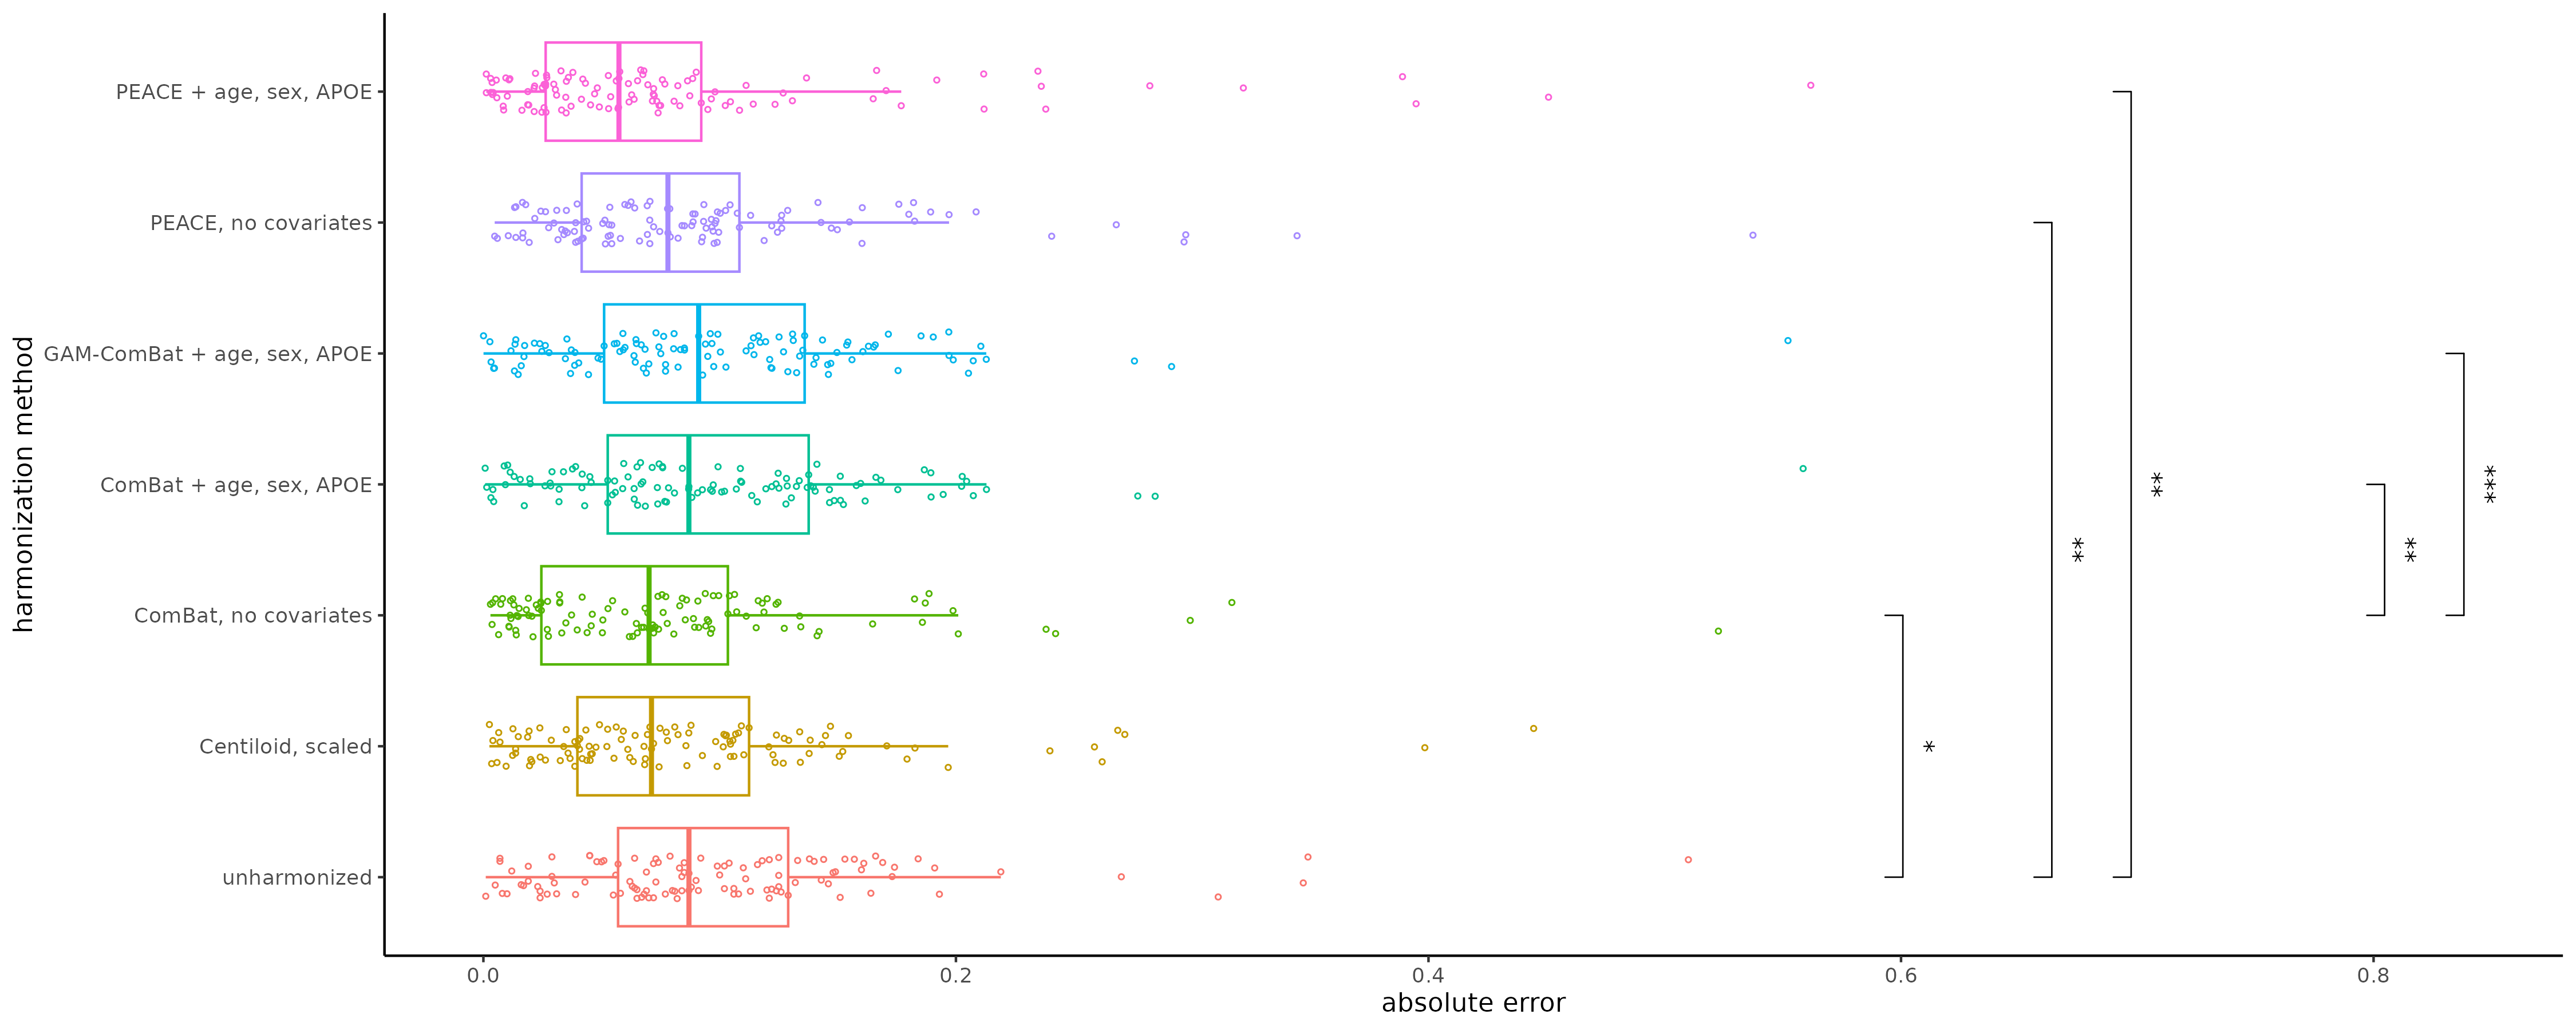 harmonization method
PEACE + age, sex, APOE
PEACE, no covariates
GAM-ComBat + age, sex, APOE
ComBat + age, sex, APOE
ComBat, no covariates
Centiloid, scaled
unharmonized
*
**
**
**
***
0.0 0.2 0.4 0.6 0.8
absolute error